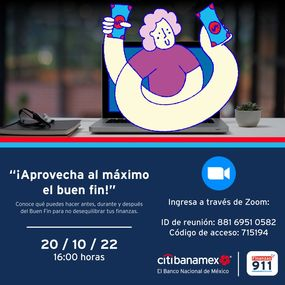 “¡Aprovecha al máximo
el buen fin!”
Conoce qué puedes hacer antes, durante y después
del Buen Fin para no desequilibrar tus finanzas.
20 / 10 / 22
16:00 horas
Ingresa a través de Zoom:
ID de reunión: 881 6951 0582
Código de acceso: 715194
citibanamex
El Banco Nacional de México
911